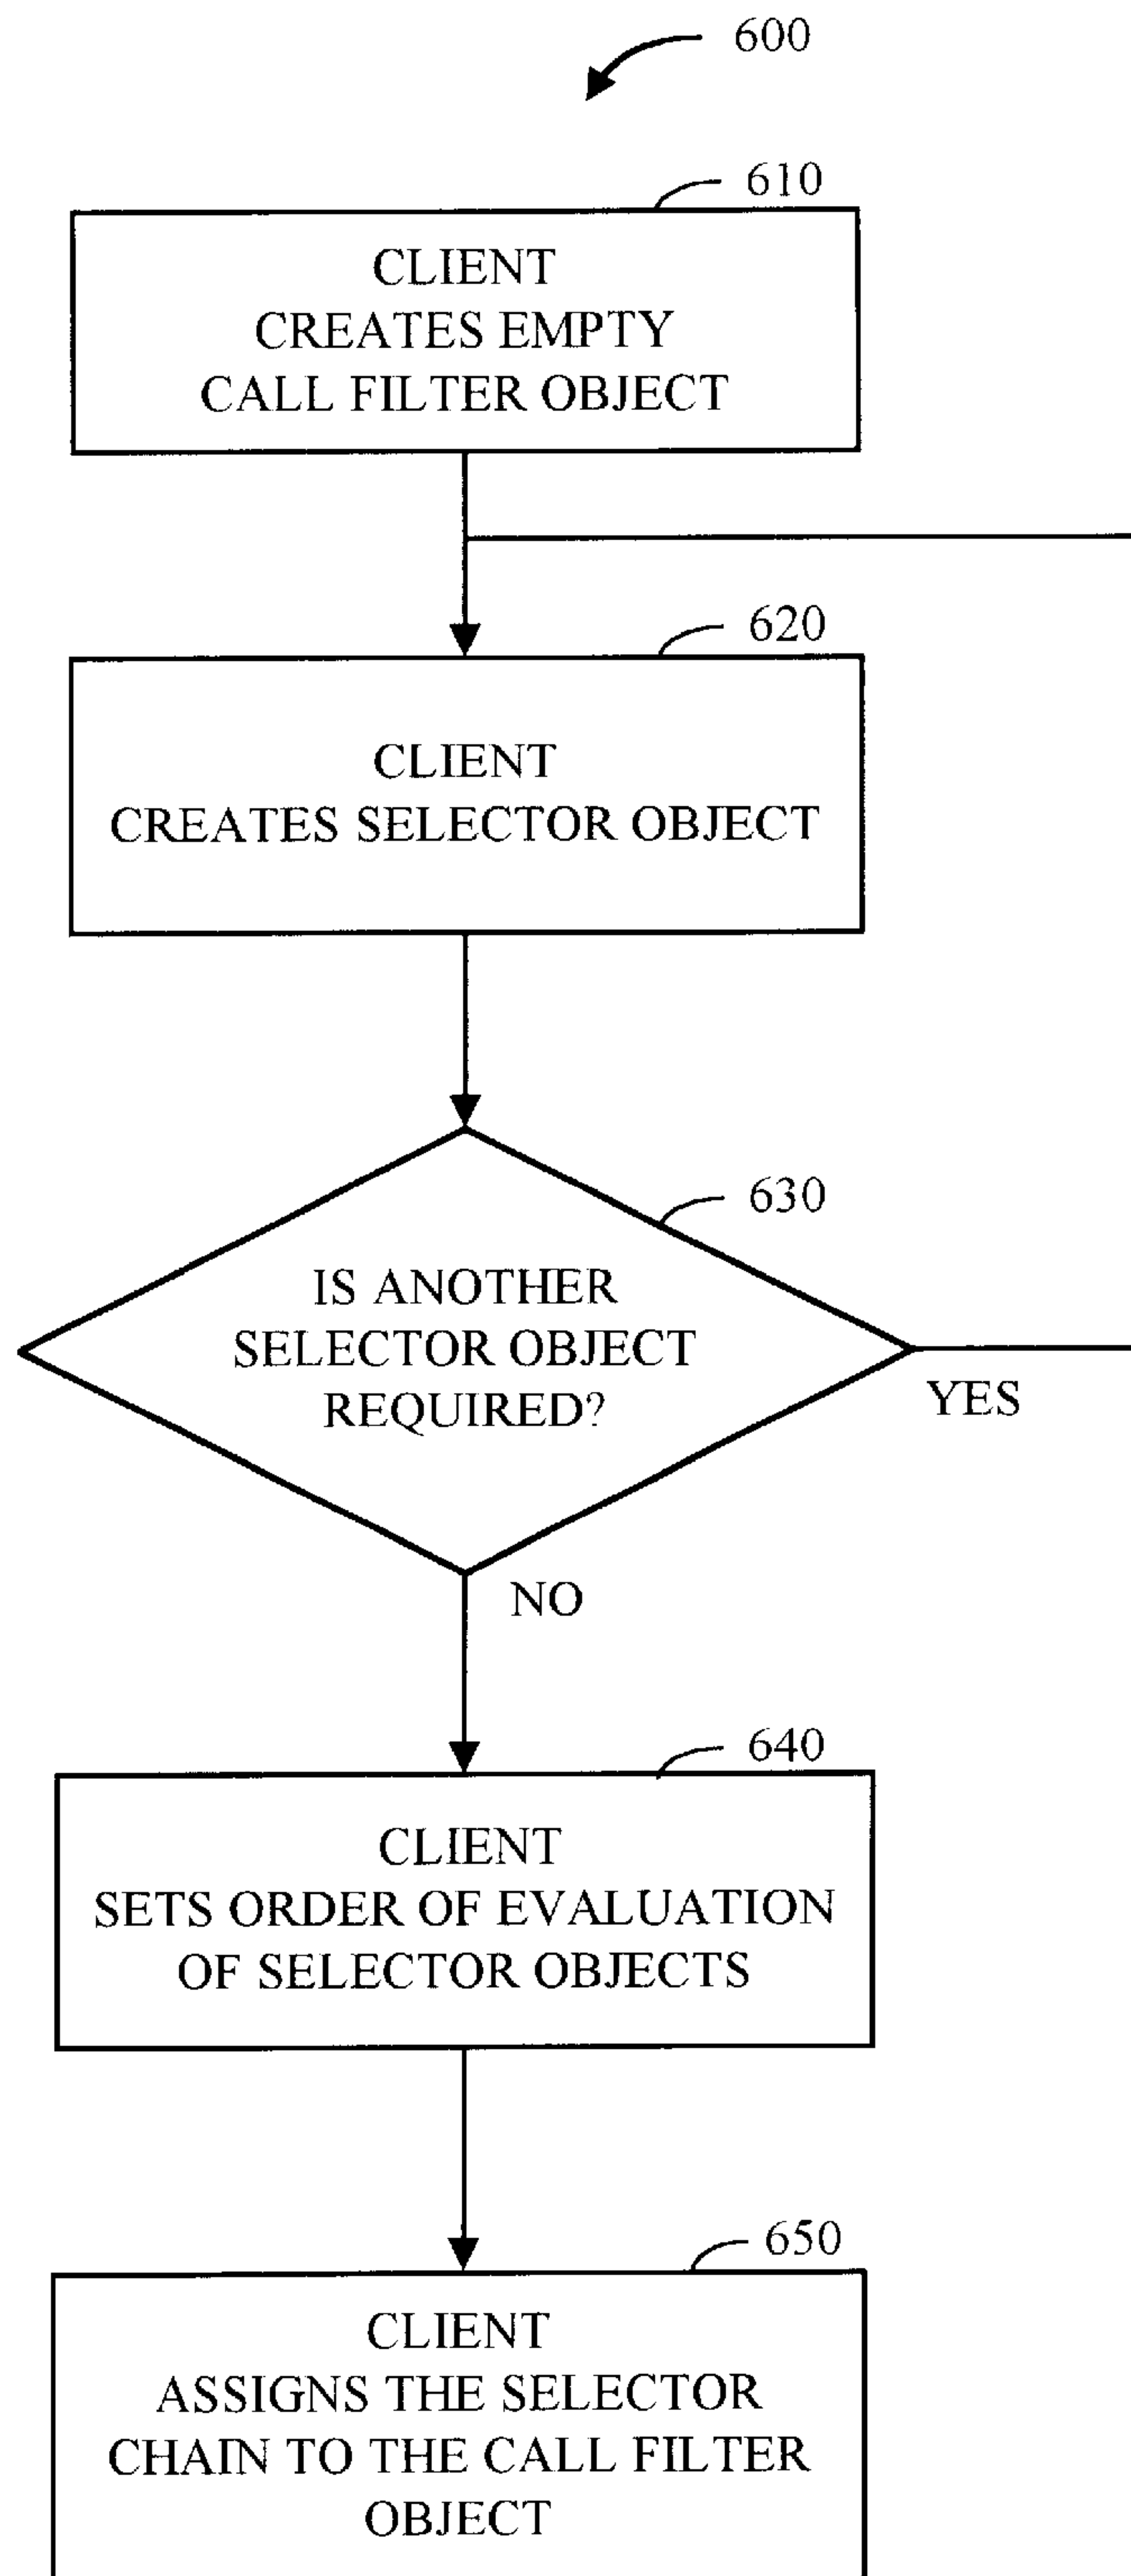 600
610
CLIENT
CREATES EMPTY
CALL FILTER OBJECT
620
CLIENT
CREATES SELECTOR OBJECT
630
IS ANOTHER
SELECTOR OBJECT
REQUIRED?
YES
NO
640
CLIENT
SETS ORDER OF EVALUATION
OF SELECTOR OBJECTS
650
CLIENT
ASSIGNS THE SELECTOR
CHAIN TO THE CALL FILTER
OBJECT